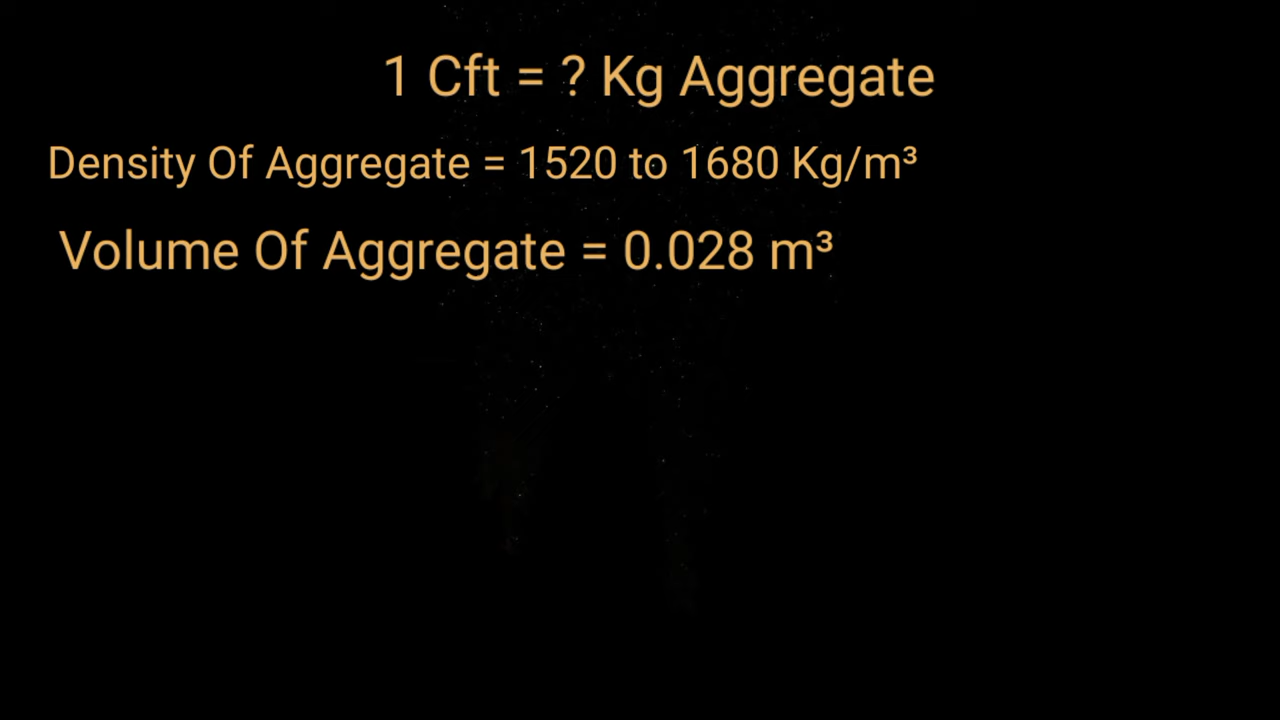 1 Cft = ? Kg Aggregate
Density Of Aggregate = 1520 to 1680 Kg/m³
Volume Of Aggregate = 0.028 m³